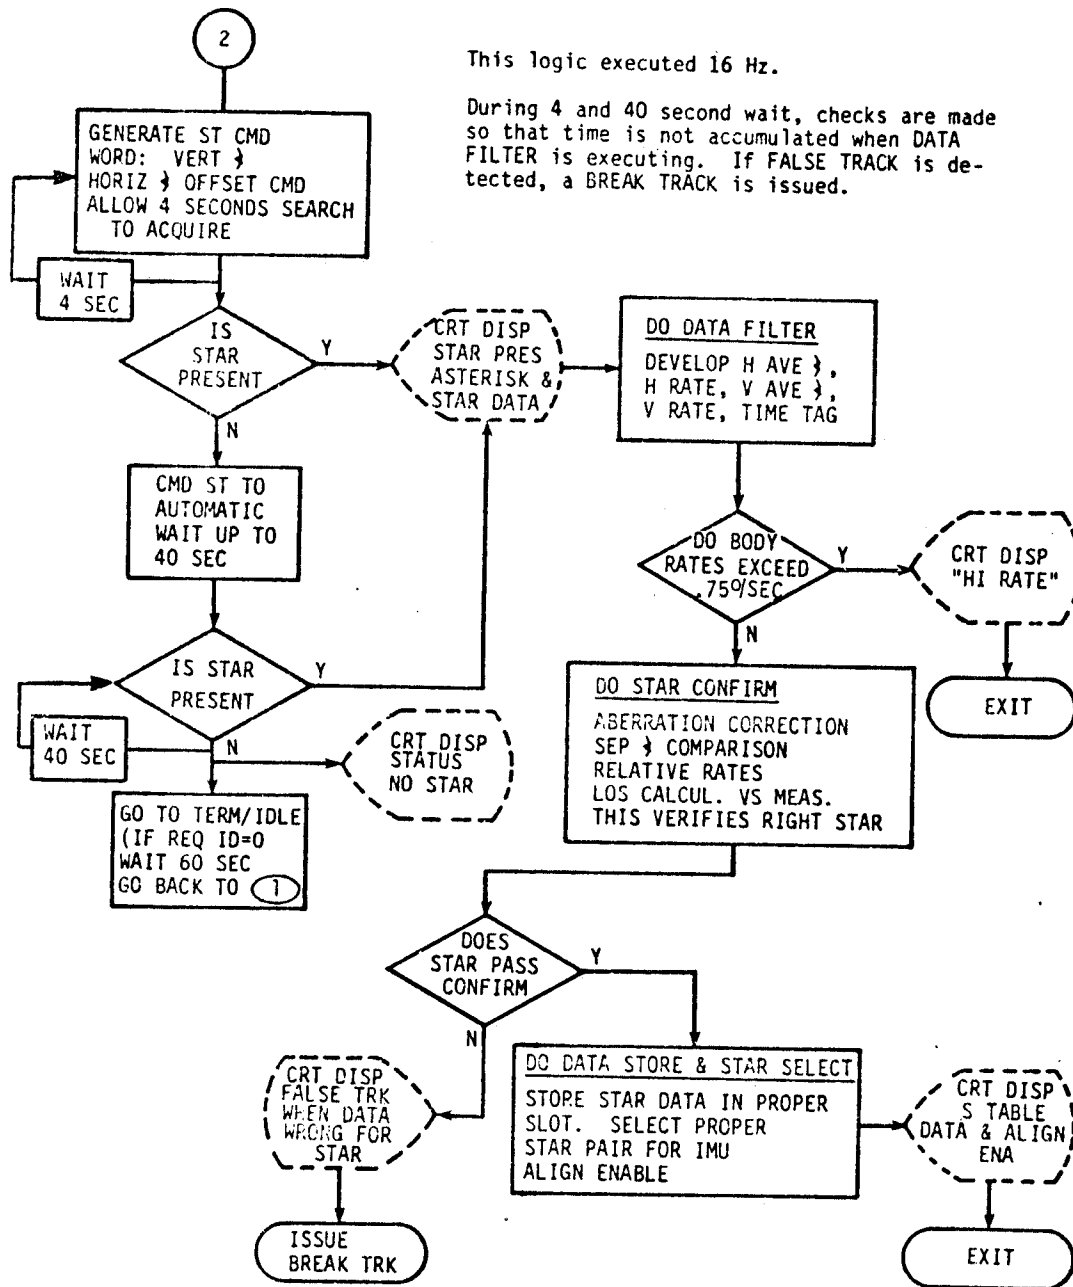 2
This logic executed 16 Hz.
During 4 and 40 second wait, checks are made
so that time is not accumulated when DATA
FILTER is executing. If FALSE TRACK is de-
tected, a BREAK TRACK is issued.
GENERATE ST CMD
WORD: VERT ∡
HORIZ ∡ OFFSET CMD
ALLOW 4 SECONDS SEARCH
TO ACQUIRE
WAIT
4 SEC
IS
STAR
PRESENT
Y
N
CRT DISP
STAR PRES
ASTERISK &
STAR DATA
DO DATA FILTER
DEVELOP H AVE ∡,
H RATE, V AVE ∡,
V RATE, TIME TAG
CMD ST TO
AUTOMATIC
WAIT UP TO
40 SEC
DO BODY
RATES EXCEED
.75º/SEC
Y
N
CRT DISP
"HI RATE"
EXIT
IS STAR
PRESENT
Y
N
WAIT
40 SEC
CRT DISP
STATUS
NO STAR
GO TO TERM/IDLE
(IF REQ ID=0
WAIT 60 SEC
GO BACK TO 1
DO STAR CONFIRM
ABERRATION CORRECTION
SEP ∡ COMPARISON
RELATIVE RATES
LOS CALCUL. VS MEAS.
THIS VERIFIES RIGHT STAR
DOES
STAR PASS
CONFIRM
Y
N
CRT DISP
FALSE TRK
WHEN DATA
WRONG FOR
STAR
ISSUE
BREAK TRK
DO DATA STORE & STAR SELECT
STORE STAR DATA IN PROPER
SLOT. SELECT PROPER
STAR PAIR FOR IMU
ALIGN ENABLE
CRT DISP
S TABLE
DATA & ALIGN
ENA
EXIT